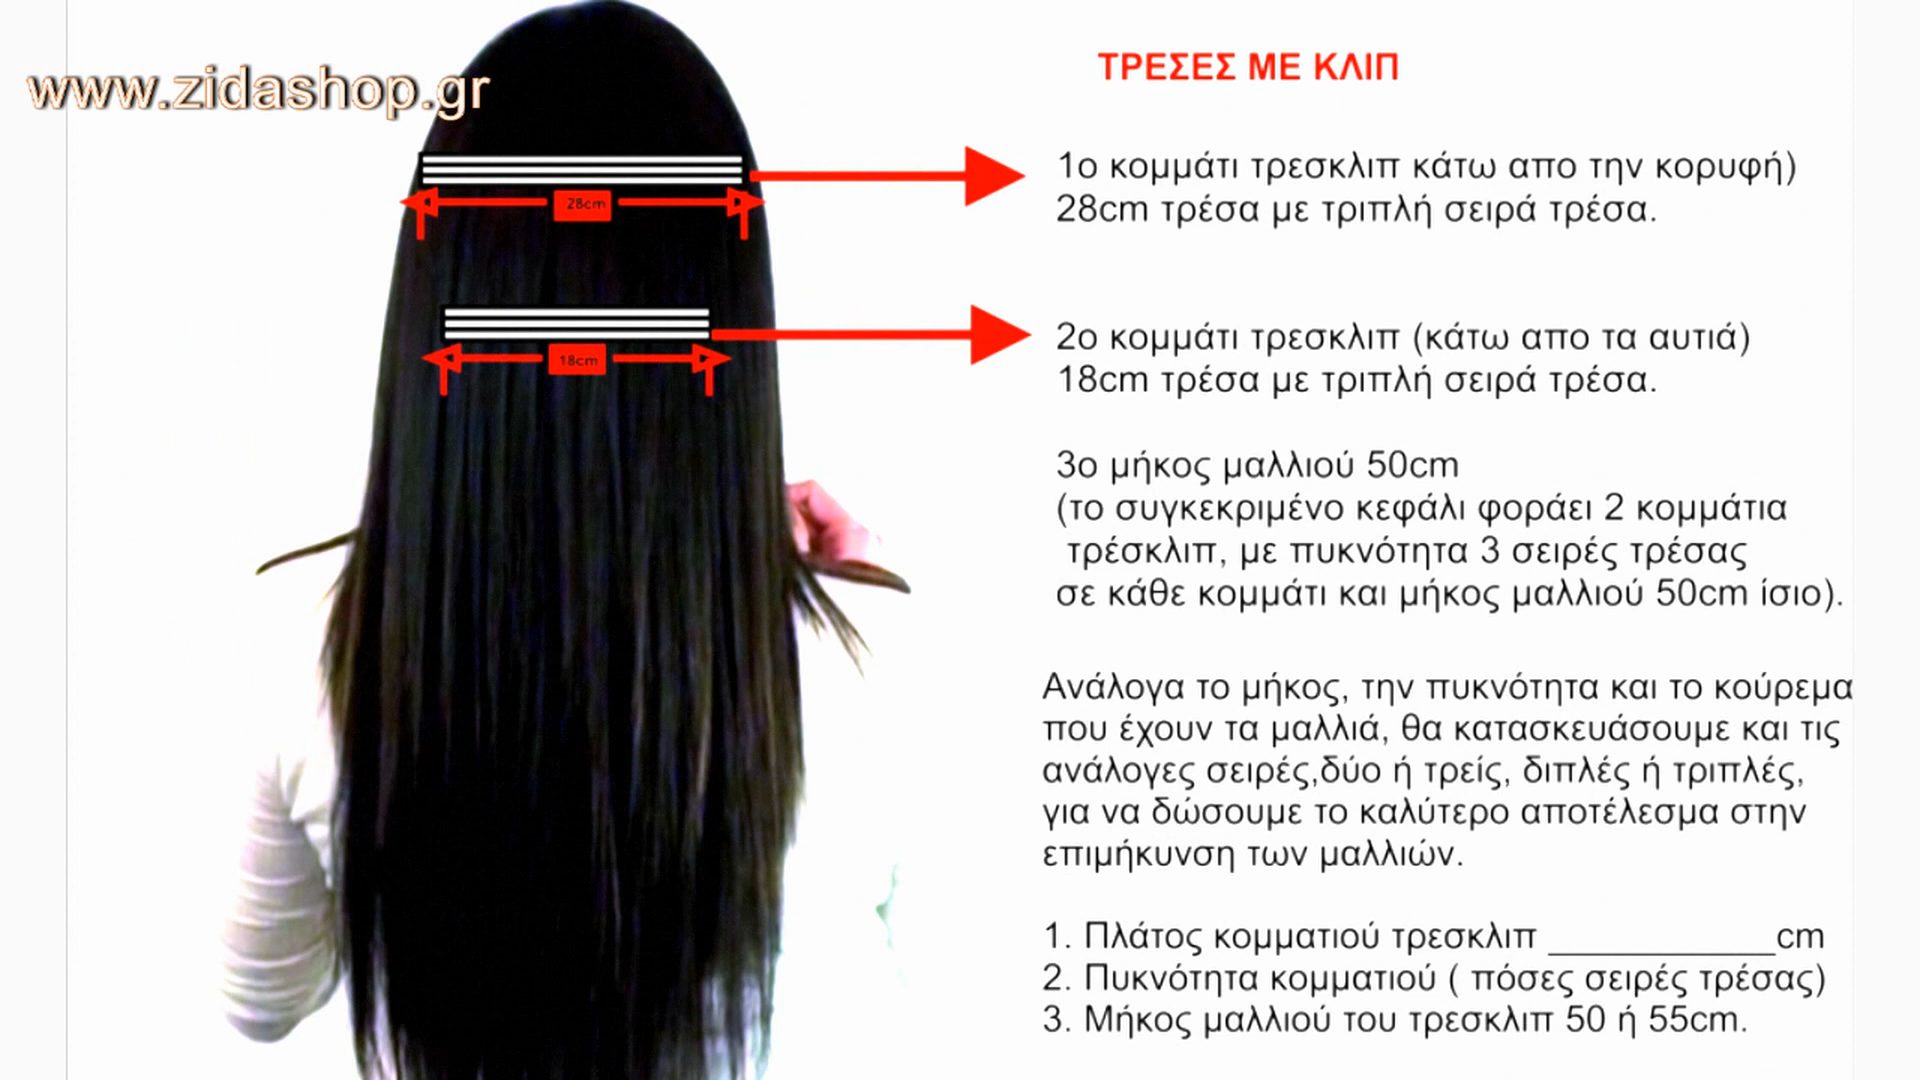 www.zidashop.gr
ΤΡΕΣΕΣ ΜΕ ΚΛΙΠ
1ο κομμάτι τρεσκλιπ κάτω απο την κορυφή)
28cm τρέσα με τριπλή σειρά τρέσα.
28cm
2ο κομμάτι τρεσκλιπ (κάτω απο τα αυτιά)
18cm τρέσα με τριπλή σειρά τρέσα.
18cm
3ο μήκος μαλλιού 50cm
(το συγκεκριμένο κεφάλι φοράει 2 κομμάτια
τρέσκλιπ, με πυκνότητα 3 σειρές τρέσας
σε κάθε κομμάτι και μήκος μαλλιού 50cm ίσιο).
Ανάλογα το μήκος, την πυκνότητα και το κούρεμα
που έχουν τα μαλλιά, θα κατασκευάσουμε και τις
ανάλογες σειρές,δύο ή τρείς, διπλές ή τριπλές,
για να δώσουμε το καλύτερο αποτέλεσμα στην
επιμήκυνση των μαλλιών.
1. Πλάτος κομματιού τρεσκλιπ ___________cm
2. Πυκνότητα κομματιού ( πόσες σειρές τρέσας)
3. Μήκος μαλλιού του τρεσκλιπ 50 ή 55cm.